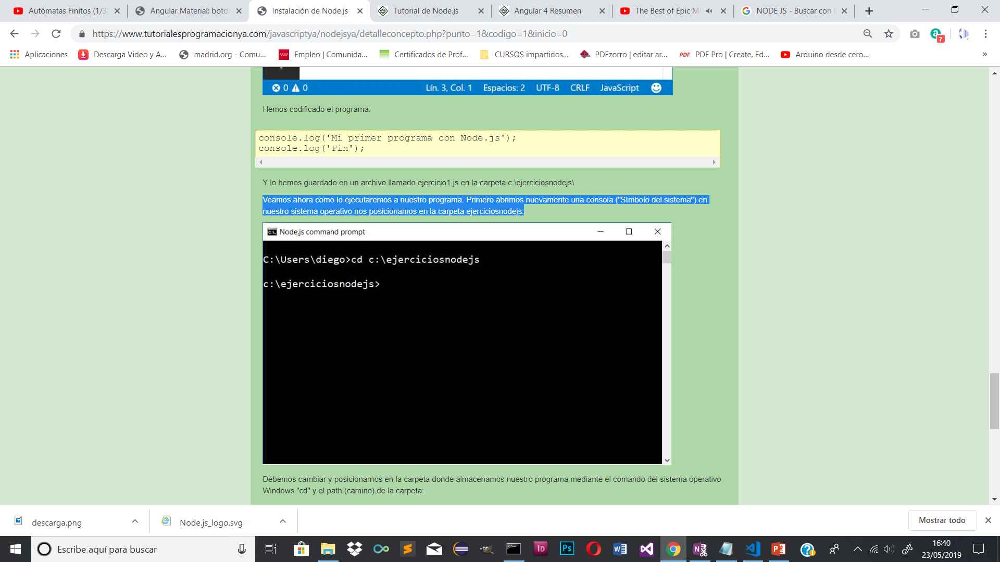 Autómatas Finitos (1/3)
Angular Material: boto
Instalación de Node.js
Tutorial de Node.js
Angular 4 Resumen
The Best of Epic M
NODE JS - Buscar con
https://www.tutorialesprogramacionya.com/javascriptya/nodejsya/detalleconcepto.php?punto=1&codigo=1&inicio=0
7
Aplicaciones
Descarga Video y A...
madrid.org - Comu...
Empleo | Comunida...
Certificados de Prof...
CURSOS impartidos...
PDFzorro | editar ar...
PDF PDF Pro | Create, Ed...
Arduino desde cero...
»
0 0 Lín. 3, Col. 1 Espacios: 2 UTF-8 CRLF JavaScript
Hemos codificado el programa:
console.log('Mi primer programa con Node.js');
console.log('Fin');
Y lo hemos guardado en un archivo llamado ejercicio1.js en la carpeta c:\ejerciciosnodejs\
Veamos ahora como lo ejecutaremos a nuestro programa. Primero abrimos nuevamente una consola ("Símbolo del sistema") en
nuestro sistema operativo nos posicionamos en la carpeta ejerciciosnodejs:
Node.js command prompt
C:\Users\diego>cd c:\ejerciciosnodejs
c:\ejerciciosnodejs>
Debemos cambiar y posicionarnos en la carpeta donde almacenamos nuestro programa mediante el comando del sistema operativo
Windows "cd" y el path (camino) de la carpeta:
descarga.png
Node.js_logo.svg
Mostrar todo
Escribe aquí para buscar
16:40
23/05/2019